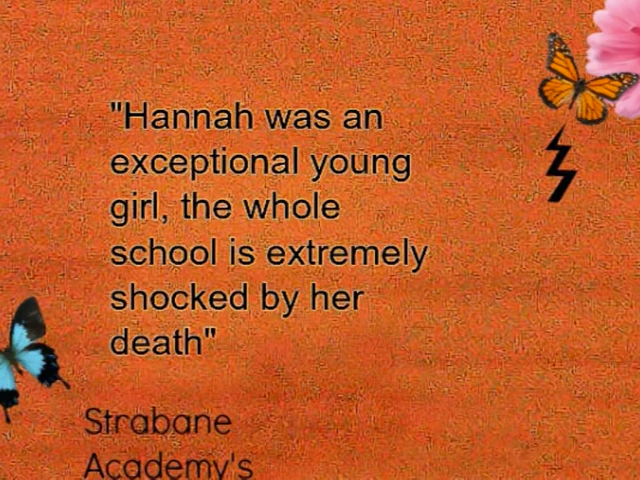 "Hannah was an
exceptional young
girl, the whole
school is extremely
shocked by her
death"
Strabane
Academy's